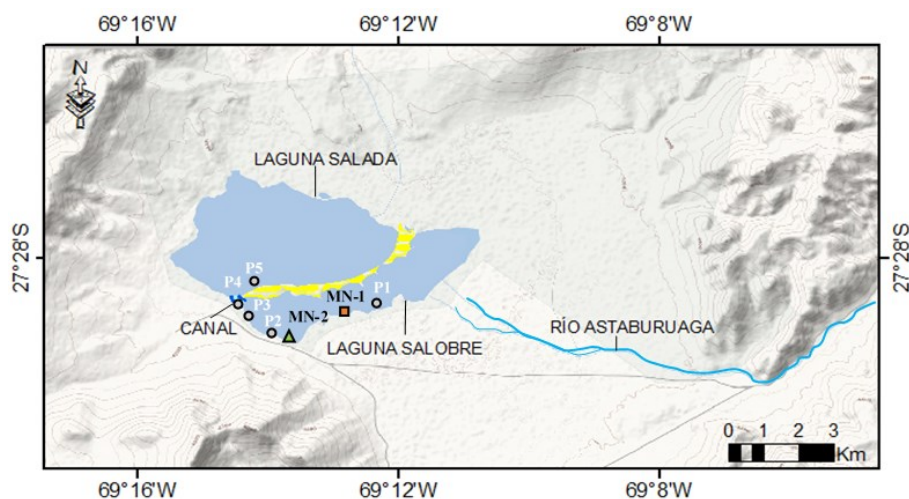 69°16'W 69°12'W 69°8'W
N
LAGUNA SALADA
27°28'S 27°28'S
P5
P4
P3
MN-1 P1
CANAL P2 MN-2
LAGUNA SALOBRE
RÍO ASTABURUAGA
0 1 2 3
Km
69°16'W 69°12'W 69°8'W